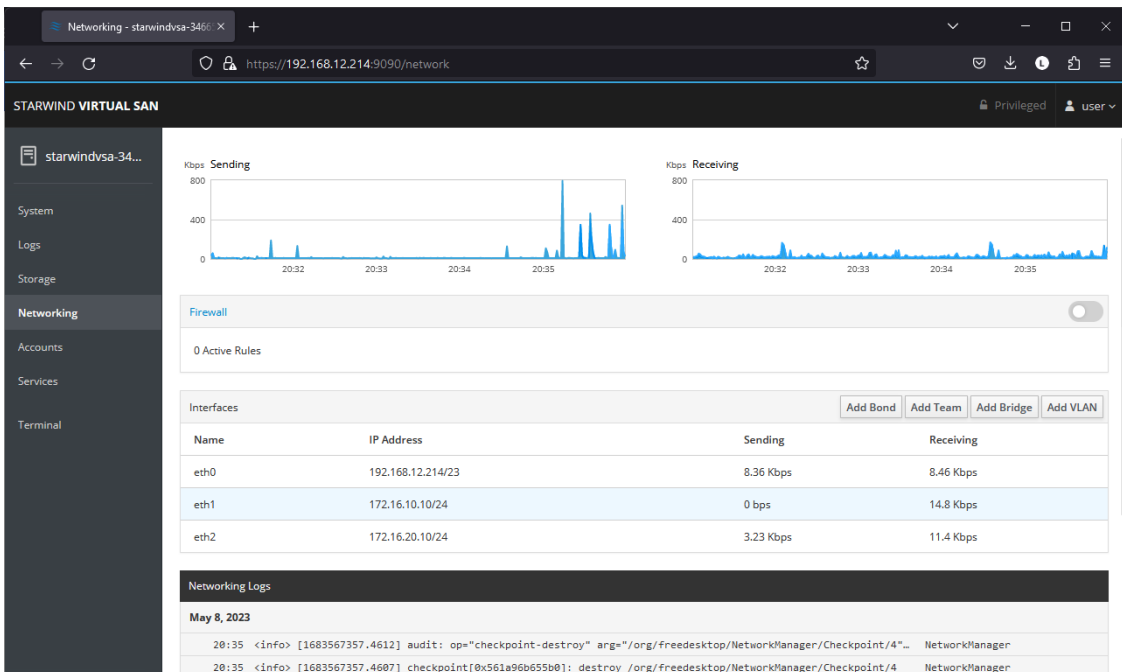 Networking - starwindvsa-3466
https://192.168.12.214:9090/network
STARWIND VIRTUAL SAN
Privileged
user
starwindvsa-34...
System
Logs
Storage
Networking
Accounts
Services
Terminal
Kbps Sending
800
400
0
20:32 20:33 20:34 20:35
Kbps Receiving
800
400
0
20:32 20:33 20:34 20:35
Firewall
0 Active Rules
Interfaces
Add Bond Add Team Add Bridge Add VLAN
Name IP Address Sending Receiving
eth0 192.168.12.214/23 8.36 Kbps 8.46 Kbps
eth1 172.16.10.10/24 0 bps 14.8 Kbps
eth2 172.16.20.10/24 3.23 Kbps 11.4 Kbps
Networking Logs
May 8, 2023
20:35 <info> [1683567357.4612] audit: op="checkpoint-destroy" arg="/org/freedesktop/NetworkManager/Checkpoint/4"… NetworkManager
20:35 <info> [1683567357.4607] checkpoint[0x561a96b655b0]: destroy /org/freedesktop/NetworkManager/Checkpoint/4 NetworkManager